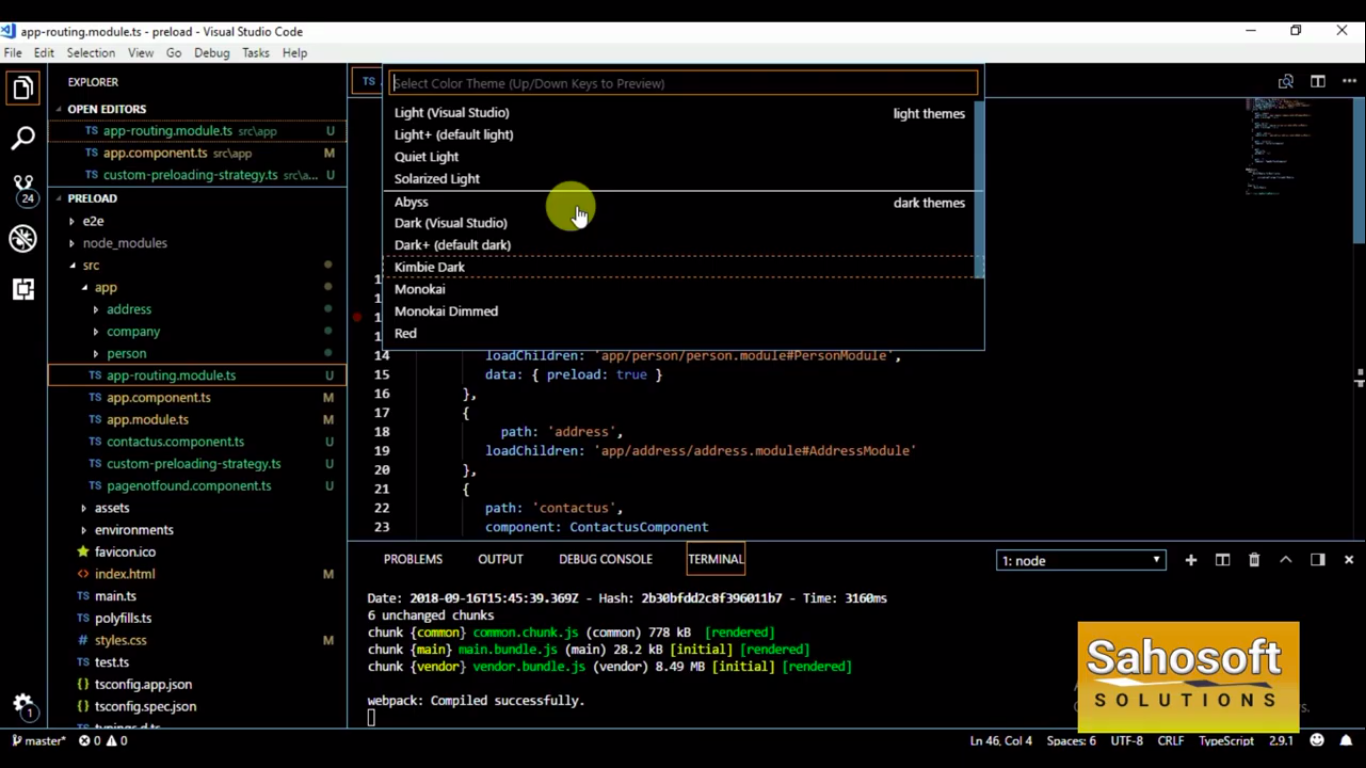 app-routing.module.ts - preload - Visual Studio Code
File Edit Selection View Go Debug Tasks Help
EXPLORER
OPEN EDITORS
TS app-routing.module.ts src\app U
TS app.component.ts src\app M
TS custom-preloading-strategy.ts src\a... U
PRELOAD
e2e
node_modules
src
app
address
company
person
TS app-routing.module.ts U
TS app.component.ts M
TS app.module.ts M
TS contactus.component.ts U
TS custom-preloading-strategy.ts U
TS pagenotfound.component.ts U
assets
environments
favicon.ico
<> index.html M
TS main.ts
TS polyfills.ts
# styles.css M
TS test.ts
{} tsconfig.app.json
{} tsconfig.spec.json
24
1
TS
Select Color Theme (Up/Down Keys to Preview)
Light (Visual Studio) light themes
Light+ (default light)
Quiet Light
Solarized Light
Abyss dark themes
Dark (Visual Studio)
Dark+ (default dark)
Kimbie Dark
Monokai
Monokai Dimmed
Red
14 loadChildren: 'app/person/person.module#PersonModule',
15 data: { preload: true }
16 },
17 {
18 path: 'address',
19 loadChildren: 'app/address/address.module#AddressModule'
20 },
21 {
22 path: 'contactus',
23 component: ContactusComponent
PROBLEMS OUTPUT DEBUG CONSOLE TERMINAL 1: node
Date: 2018-09-16T15:45:39.369Z - Hash: 2b30bfdd2c8f396011b7 - Time: 3160ms
6 unchanged chunks
chunk {common} common.chunk.js (common) 778 kB [rendered]
chunk {main} main.bundle.js (main) 28.2 kB [initial] [rendered]
chunk {vendor} vendor.bundle.js (vendor) 8.49 MB [initial] [rendered]
webpack: Compiled successfully.
Sahosoft
SOLUTIONS
master* 0 0 Ln 46, Col 4 Spaces: 6 UTF-8 CRLF TypeScript 2.9.1